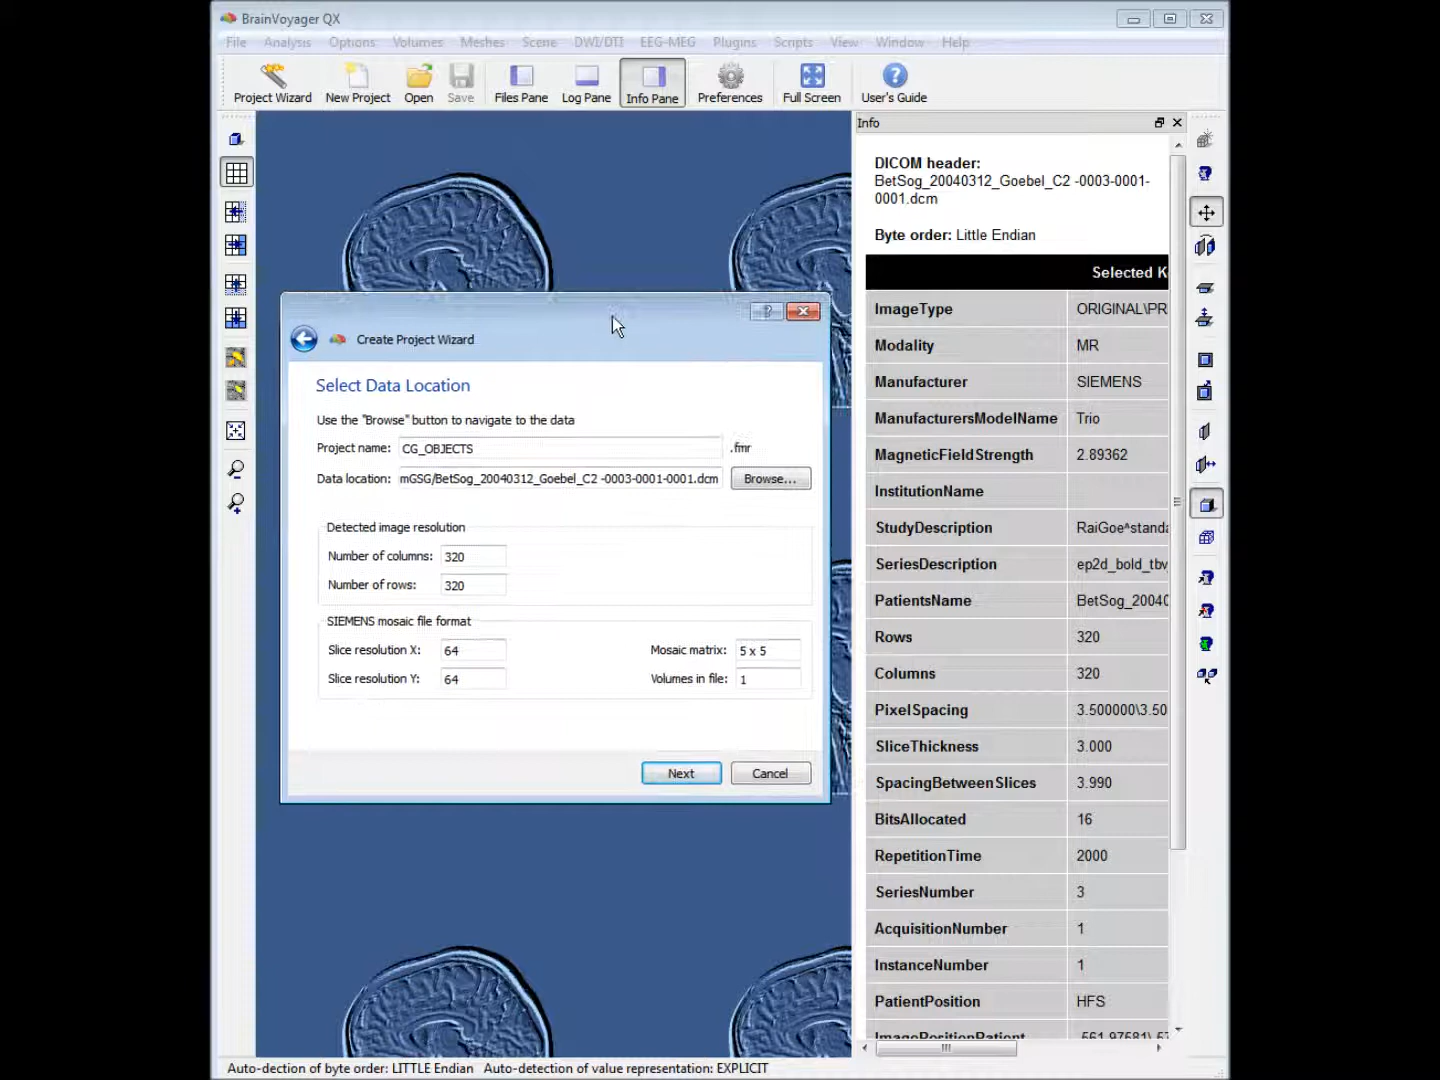 BrainVoyager QX
File Analysis Options Volumes Meshes Scene DWI/DTI EEG-MEG Plugins Scripts View Window Help
Project Wizard New Project Open Save Files Pane Log Pane Info Pane Preferences Full Screen User's Guide
Info
DICOM header:
BetSog_20040312_Goebel_C2 -0003-0001-
0001.dcm
Byte order: Little Endian
Selected K
ImageType ORIGINAL\PR
Modality MR
Manufacturer SIEMENS
ManufacturersModelName Trio
MagneticFieldStrength 2.89362
InstitutionName
StudyDescription RaiGoe^standa
SeriesDescription ep2d_bold_tbv
PatientsName BetSog_20040
Rows 320
Columns 320
PixelSpacing 3.500000\3.50
SliceThickness 3.000
SpacingBetweenSlices 3.990
BitsAllocated 16
RepetitionTime 2000
SeriesNumber 3
AcquisitionNumber 1
InstanceNumber 1
PatientPosition HFS
ImagePositionPatient
Create Project Wizard
Select Data Location
Use the "Browse" button to navigate to the data
Project name: CG_OBJECTS .fmr
Data location: mGSG/BetSog_20040312_Goebel_C2 -0003-0001-0001.dcm Browse...
Detected image resolution
Number of columns: 320
Number of rows: 320
SIEMENS mosaic file format
Slice resolution X: 64 Mosaic matrix: 5 x 5
Slice resolution Y: 64 Volumes in file: 1
Next Cancel
Auto-dection of byte order: LITTLE Endian Auto-detection of value representation: EXPLICIT